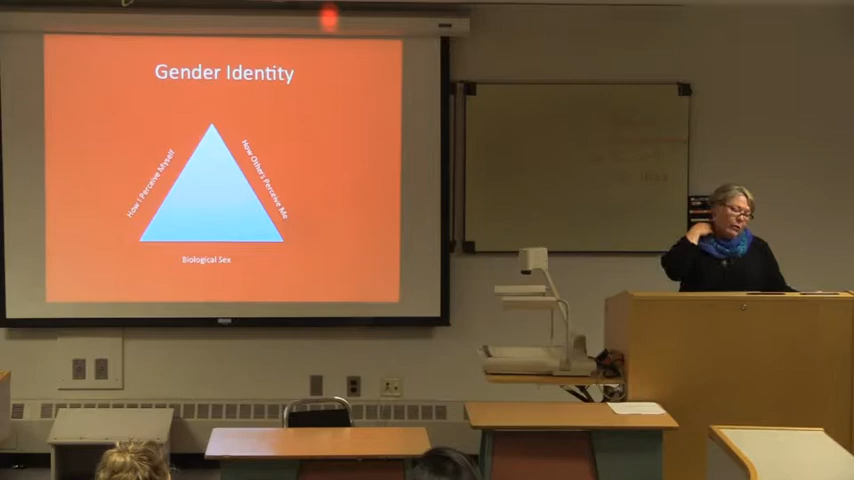 Gender Identity
How I Perceive Myself
How Others Perceive Me
Biological Sex